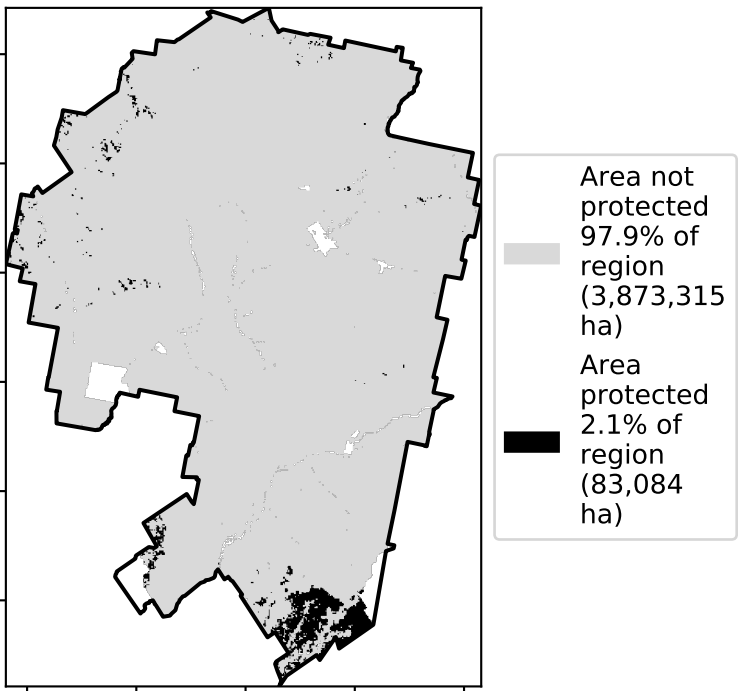 Area not
protected
97.9% of
region
(3,873,315
ha)
Area
protected
2.1% of
region
(83,084
ha)